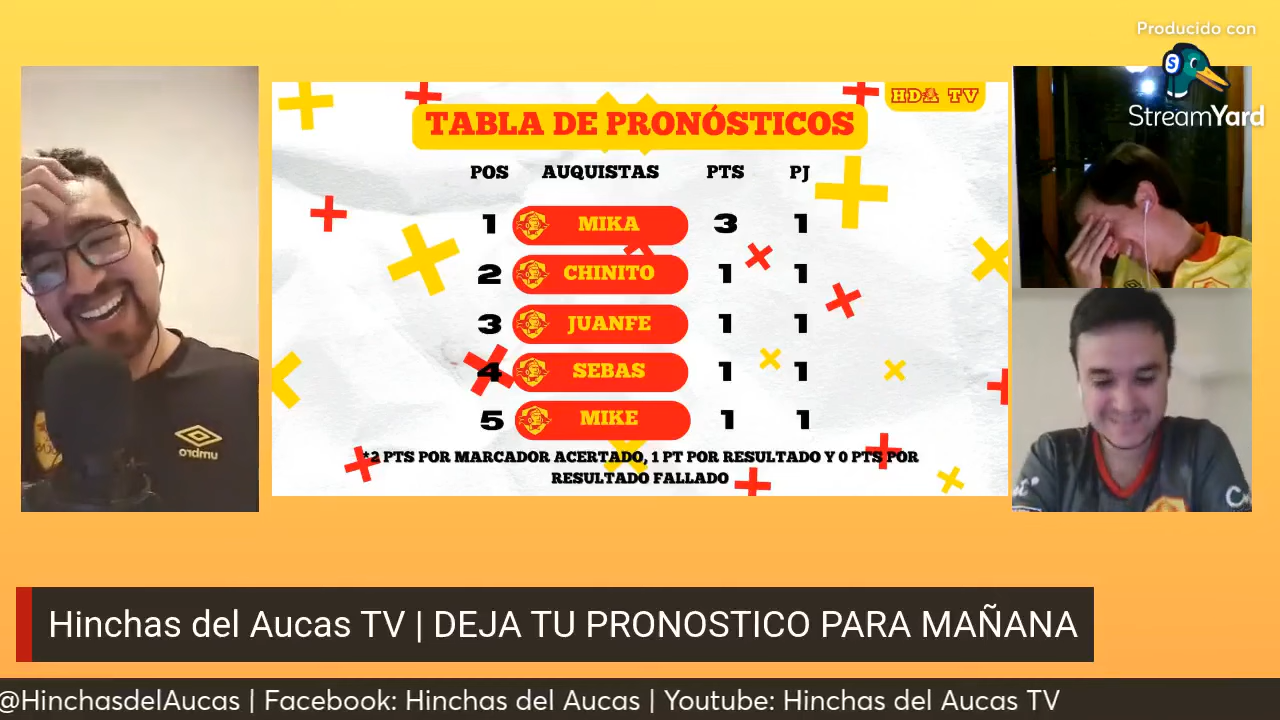 Producido con
StreamYard
HDA TV
TABLA DE PRONÓSTICOS
POS AUQUISTAS PTS PJ
1 MIKA 3 1
2 CHINITO 1 1
3 JUANFE 1 1
4 SEBAS 1 1
5 MIKE 1 1
*2 PTS POR MARCADOR ACERTADO, 1 PT POR RESULTADO Y 0 PTS POR
RESULTADO FALLADO
umbro
Hinchas del Aucas TV | DEJA TU PRONOSTICO PARA MAÑANA
@HinchasdelAucas | Facebook: Hinchas del Aucas | Youtube: Hinchas del Aucas TV